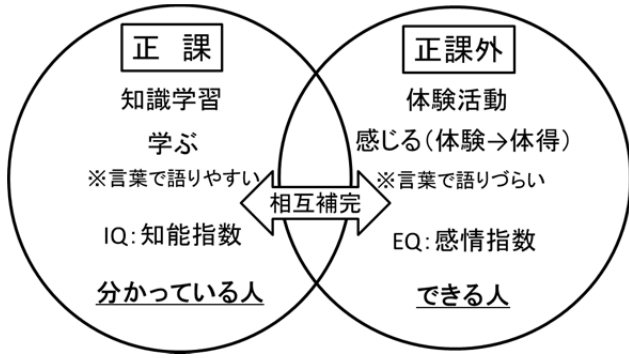 正 課
知識学習
学ぶ
※言葉で語りやすい
IQ:知能指数
分かっている人
相互補完
正課外
体験活動
感じる(体験→体得)
※言葉で語りづらい
EQ:感情指数
できる人